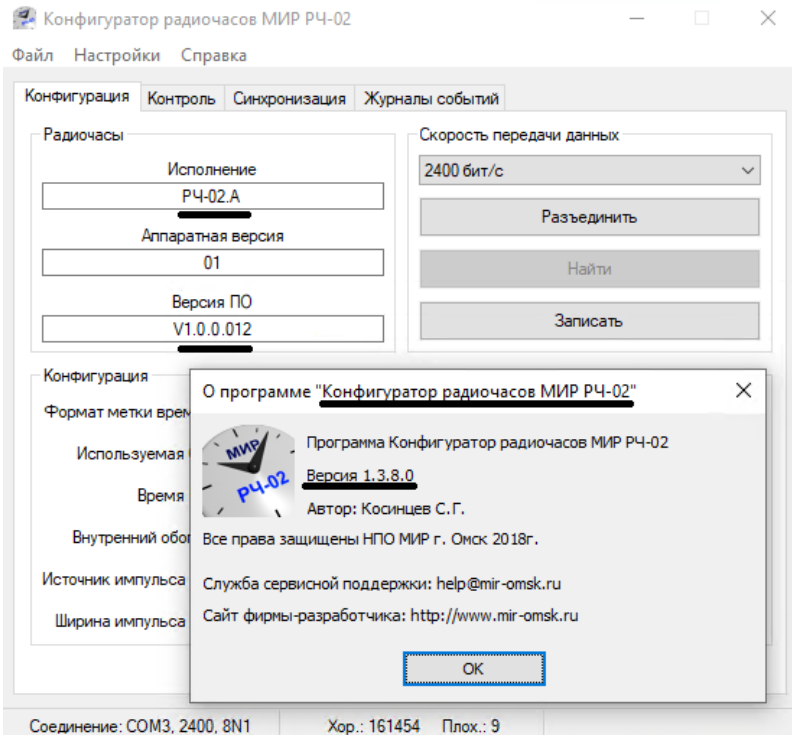 Конфигуратор радиочасов МИР РЧ-02
Файл Настройки Справка
Конфигурация Контроль Синхронизация Журналы событий
Радиочасы
Исполнение
РЧ-02.А
Аппаратная версия
01
Версия ПО
V1.0.0.012
Скорость передачи данных
2400 бит/с
Разъединить
Найти
Записать
Конфигурация
Формат метки врем
Используемая
Время
Внутренний обог
Источник импульса
Ширина импульса
О программе "Конфигуратор радиочасов МИР РЧ-02"
МИР
РЧ-02
Программа Конфигуратор радиочасов МИР РЧ-02
Версия 1.3.8.0
Автор: Косинцев С.Г.
Все права защищены НПО МИР г. Омск 2018г.
Служба сервисной поддержки: help@mir-omsk.ru
Сайт фирмы-разработчика: http://www.mir-omsk.ru
ОК
Соединение: COM3, 2400, 8N1 Хор.: 161454 Плох.: 9